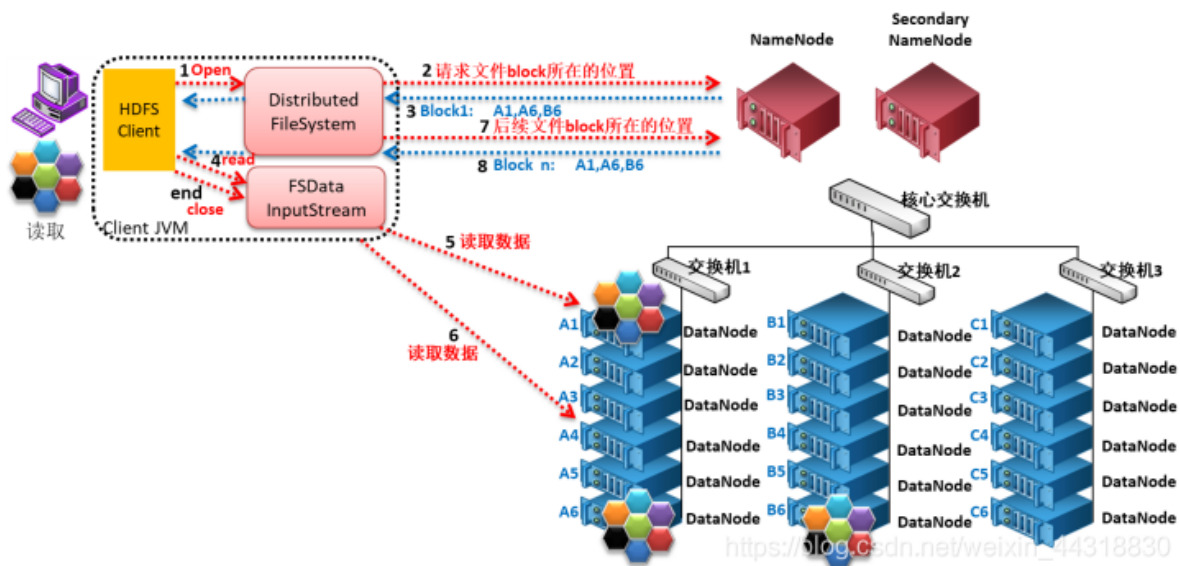 Secondary
NameNode
NameNode
1 Open
2 请求文件block所在的位置
HDFS
Client
Distributed
FileSystem
3 Block1: A1,A6,B6
7 后续文件block所在的位置
4 read
8 Block n: A1,A6,B6
end
close
FSData
InputStream
读取
Client JVM
核心交换机
5 读取数据
交换机1
交换机2
交换机3
6
读取数据
A1 DataNode B1 DataNode C1 DataNode
A2 DataNode B2 DataNode C2 DataNode
A3 DataNode B3 DataNode C3 DataNode
A4 DataNode B4 DataNode C4 DataNode
A5 DataNode B5 DataNode C5 DataNode
A6 DataNode B6 DataNode C6 DataNode
https://blog.csdn.net/weixin_44318830